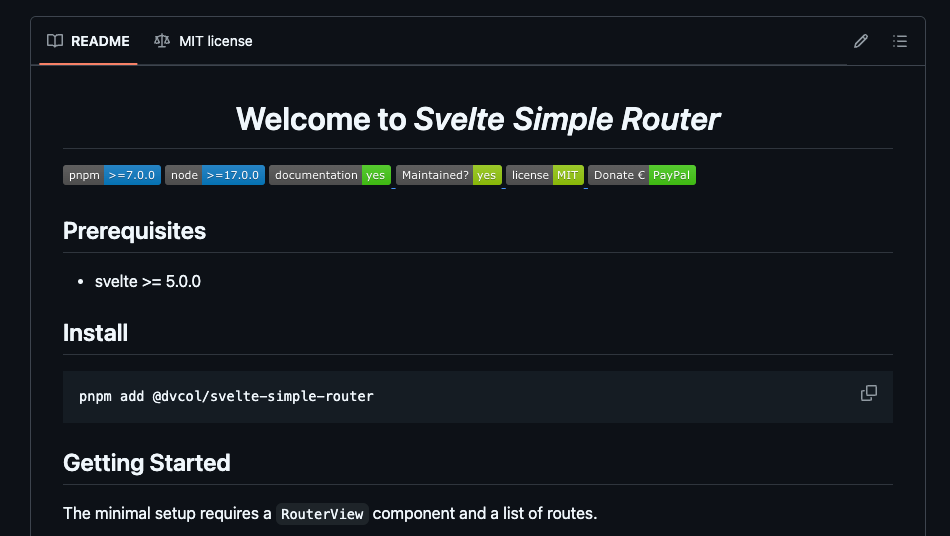 README MIT license
Welcome to Svelte Simple Router
pnpm >=7.0.0 node >=17.0.0 documentation yes Maintained? yes license MIT Donate € PayPal
Prerequisites
• svelte >= 5.0.0
Install
pnpm add @dvcol/svelte-simple-router
Getting Started
The minimal setup requires a RouterView component and a list of routes.